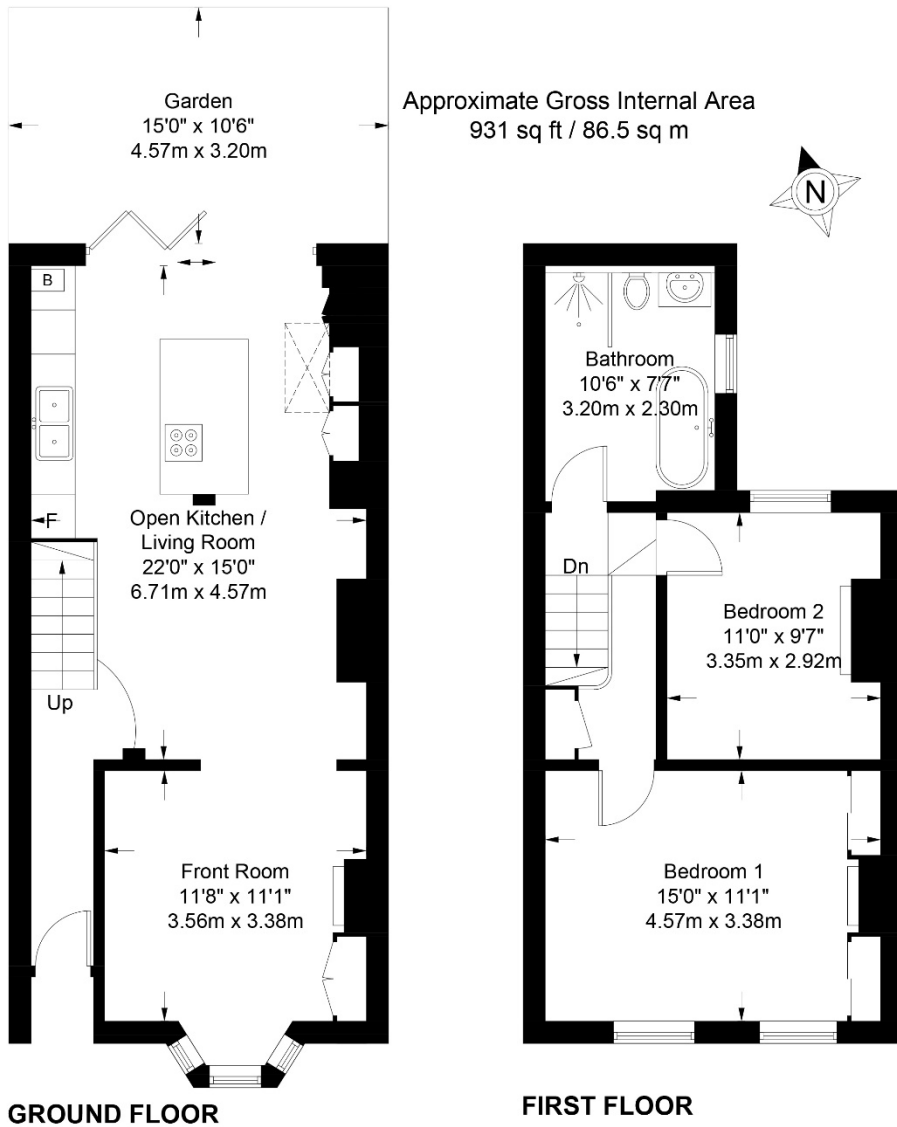 Garden
15'0" x 10'6"
4.57m x 3.20m
Approximate Gross Internal Area
931 sq ft / 86.5 sq m
N
B
F
Open Kitchen /
Living Room
22'0" x 15'0"
6.71m x 4.57m
Up
Front Room
11'8" x 11'1"
3.56m x 3.38m
GROUND FLOOR
Bathroom
10'6" x 7'7"
3.20m x 2.30m
Dn
Bedroom 2
11'0" x 9'7"
3.35m x 2.92m
Bedroom 1
15'0" x 11'1"
4.57m x 3.38m
FIRST FLOOR